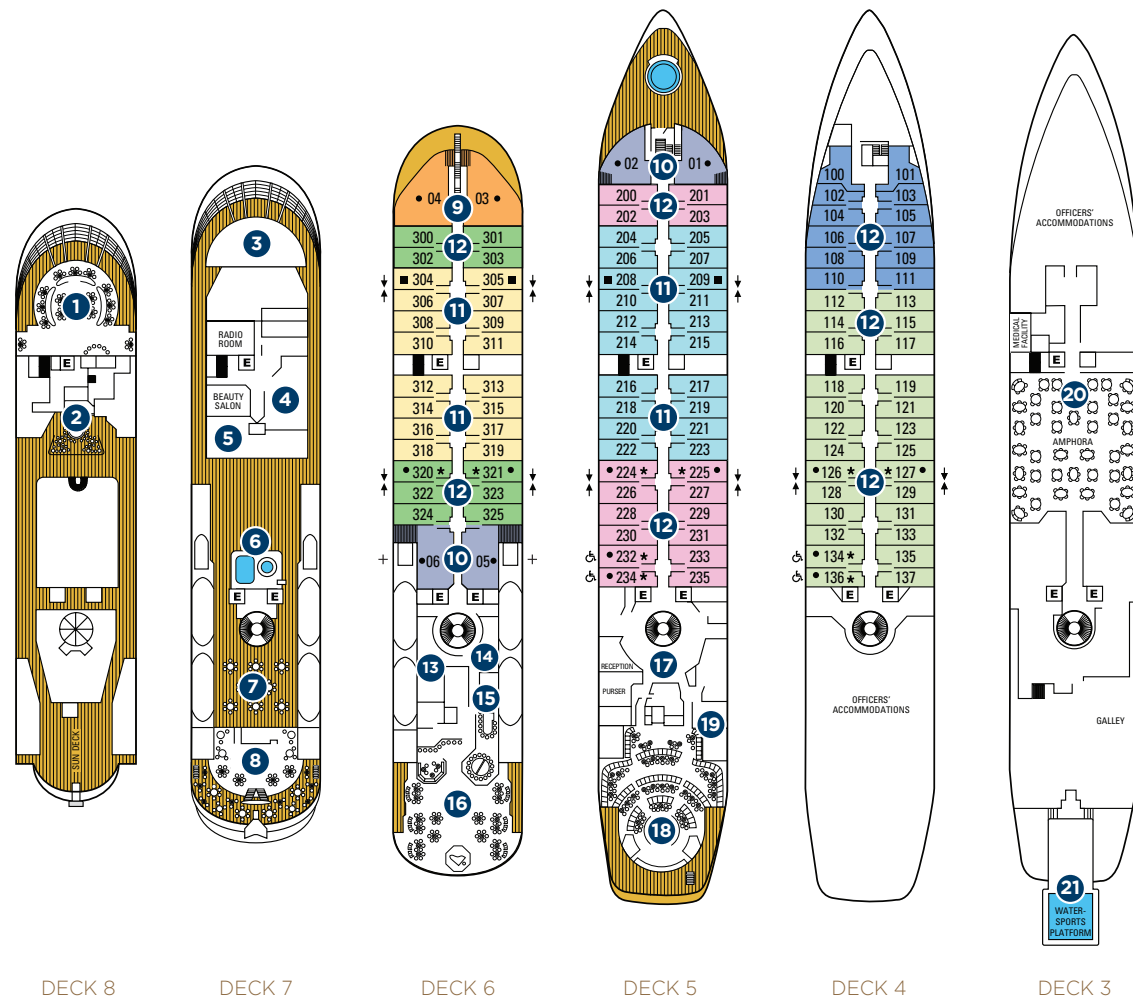 1
E
2
SUN DECK
DECK 8
3
RADIO
ROOM
E
BEAUTY
SALON
4
5
6
E E
7
8
DECK 7
04 03
9
300 301
12
302 303
304 305
306 307
11
308 309
310 311
E
312 313
314 315
11
316 317
318 319
320 * * 321
322 323
12
324 325
06 10 05
E E
13 14
15
16
DECK 6
02 10 01
200 201
12
202 203
204 205
206 207
208 209
11
210 211
212 213
214 215
E
216 217
218 219
11
220 221
222 223
224 * * 225
226 227
228 229
12
230 231
232 * 233
234 * 235
E E
RECEPTION
17
PURSER
19
18
DECK 5
100 101
102 103
104 105
106 107
12
108 109
110 111
112 113
114 12 115
116 117
E
118 119
120 121
122 123
124 125
126 * * 127
12
128 129
130 131
132 133
134 * 135
136 * 137
E E
OFFICERS'
ACCOMMODATIONS
DECK 4
OFFICERS'
ACCOMMODATIONS
MEDICAL
FACILITY
E
20
AMPHORA
E E
GALLEY
21
WATER-
SPORTS
PLATFORM
DECK 3